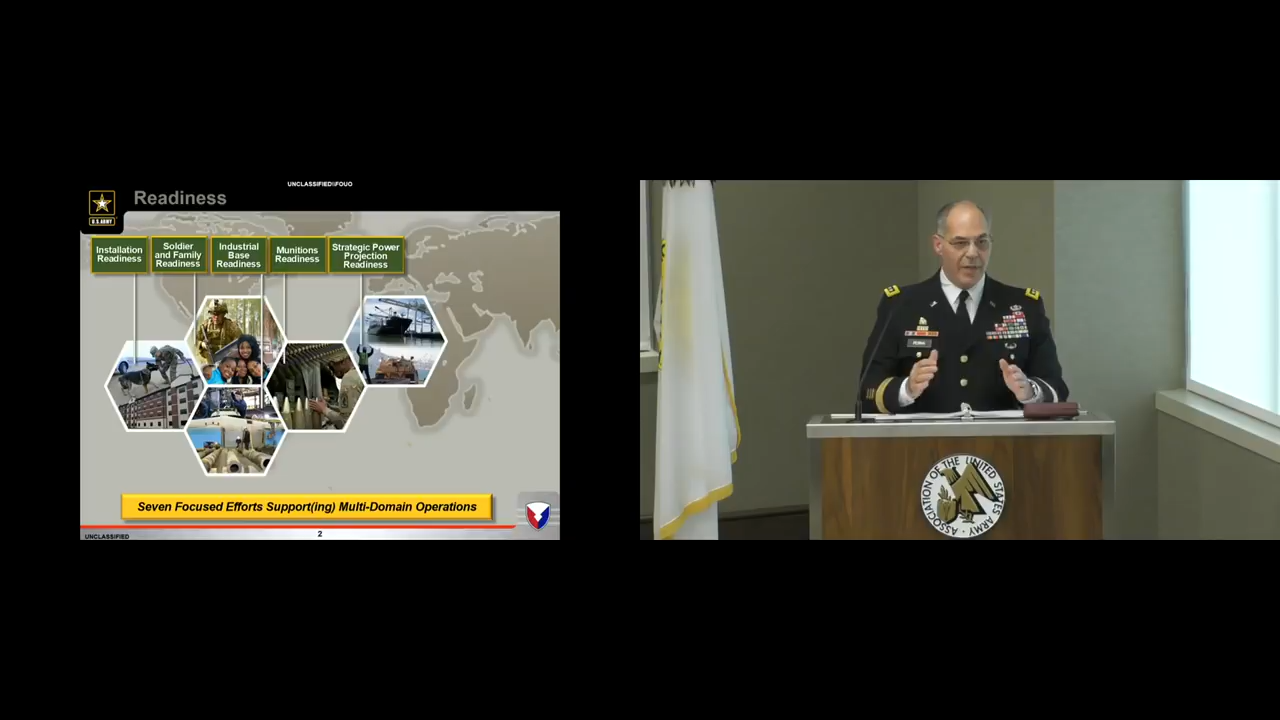 UNCLASSIFIED\\FOUO
Readiness
U.S. ARMY
Installation
Readiness
Soldier
and Family
Readiness
Industrial
Base
Readiness
Munitions
Readiness
Strategic Power
Projection
Readiness
Seven Focused Efforts Support(ing) Multi-Domain Operations
UNCLASSIFIED
2
ASSOCIATION OF THE UNITED STATES ARMY